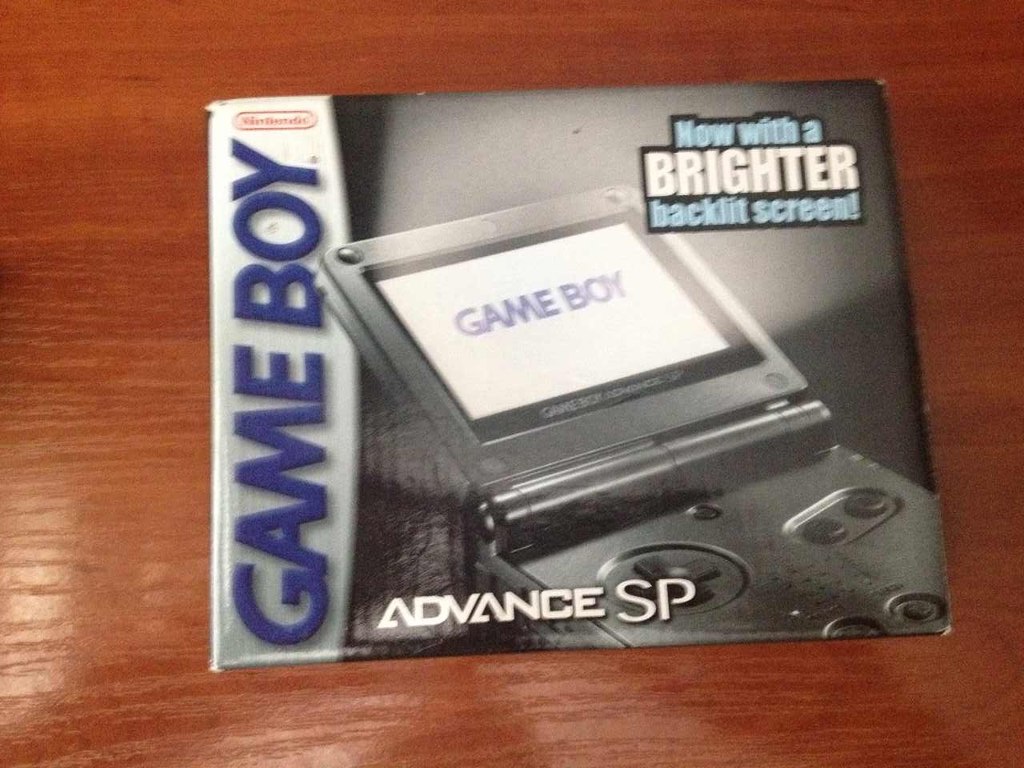 Nintendo
GAME BOY
Now with a
BRIGHTER
backlit screen!
GAME BOY
GAME BOY ADVANCE SP
ADVANCE SP